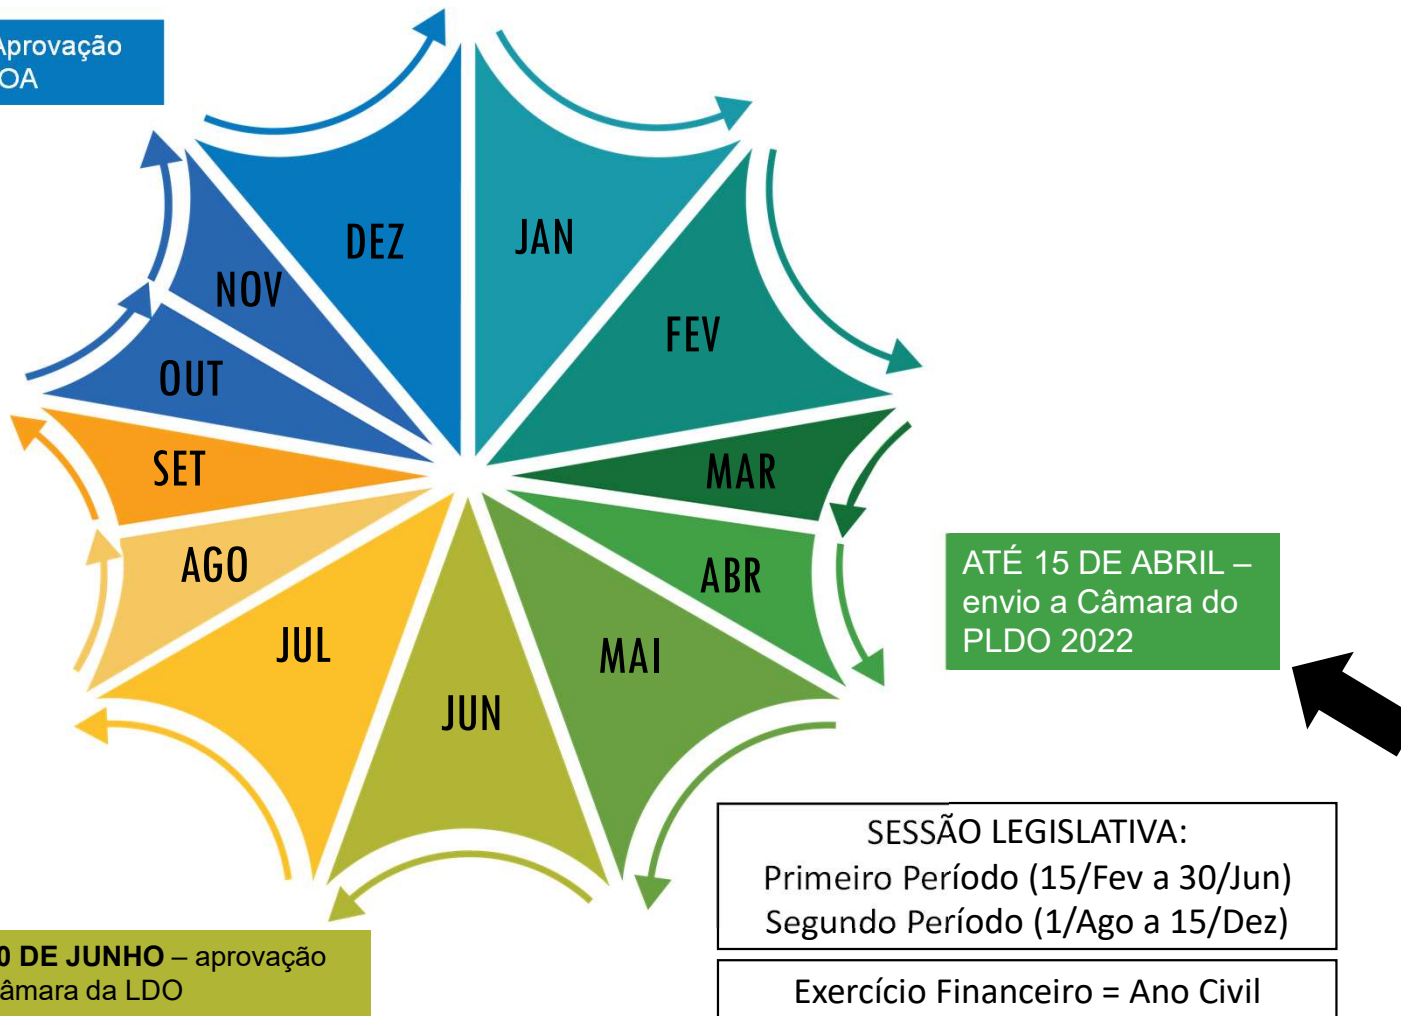 Aprovação
OA
DEZ
JAN
NOV
FEV
OUT
SET
MAR
AGO
ABR
JUL
MAI
JUN
ATÉ 15 DE ABRIL –
envio a Câmara do
PLDO 2022
SESSÃO LEGISLATIVA:
Primeiro Período (15/Fev a 30/Jun)
Segundo Período (1/Ago a 15/Dez)
Exercício Financeiro = Ano Civil
0 DE JUNHO – aprovação
âmara da LDO